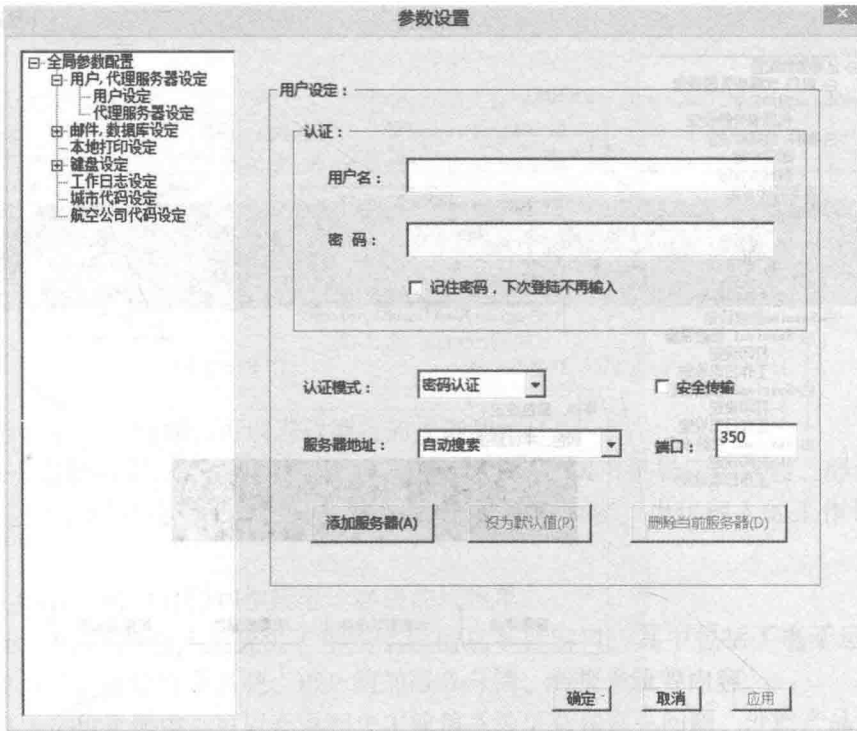 参数设置
全局参数配置
用户,代理服务器设定
用户设定
代理服务器设定
邮件,数据库设定
本地打印设定
键盘设定
工作日志设定
城市代码设定
航空公司代码设定
用户设定：
认证：
用户名：
密 码：
记住密码，下次登陆不再输入
认证模式： 密码认证 安全传输
服务器地址： 自动搜索 端口： 350
添加服务器(A) 设为默认值(P) 删除当前服务器(D)
确定 取消 应用